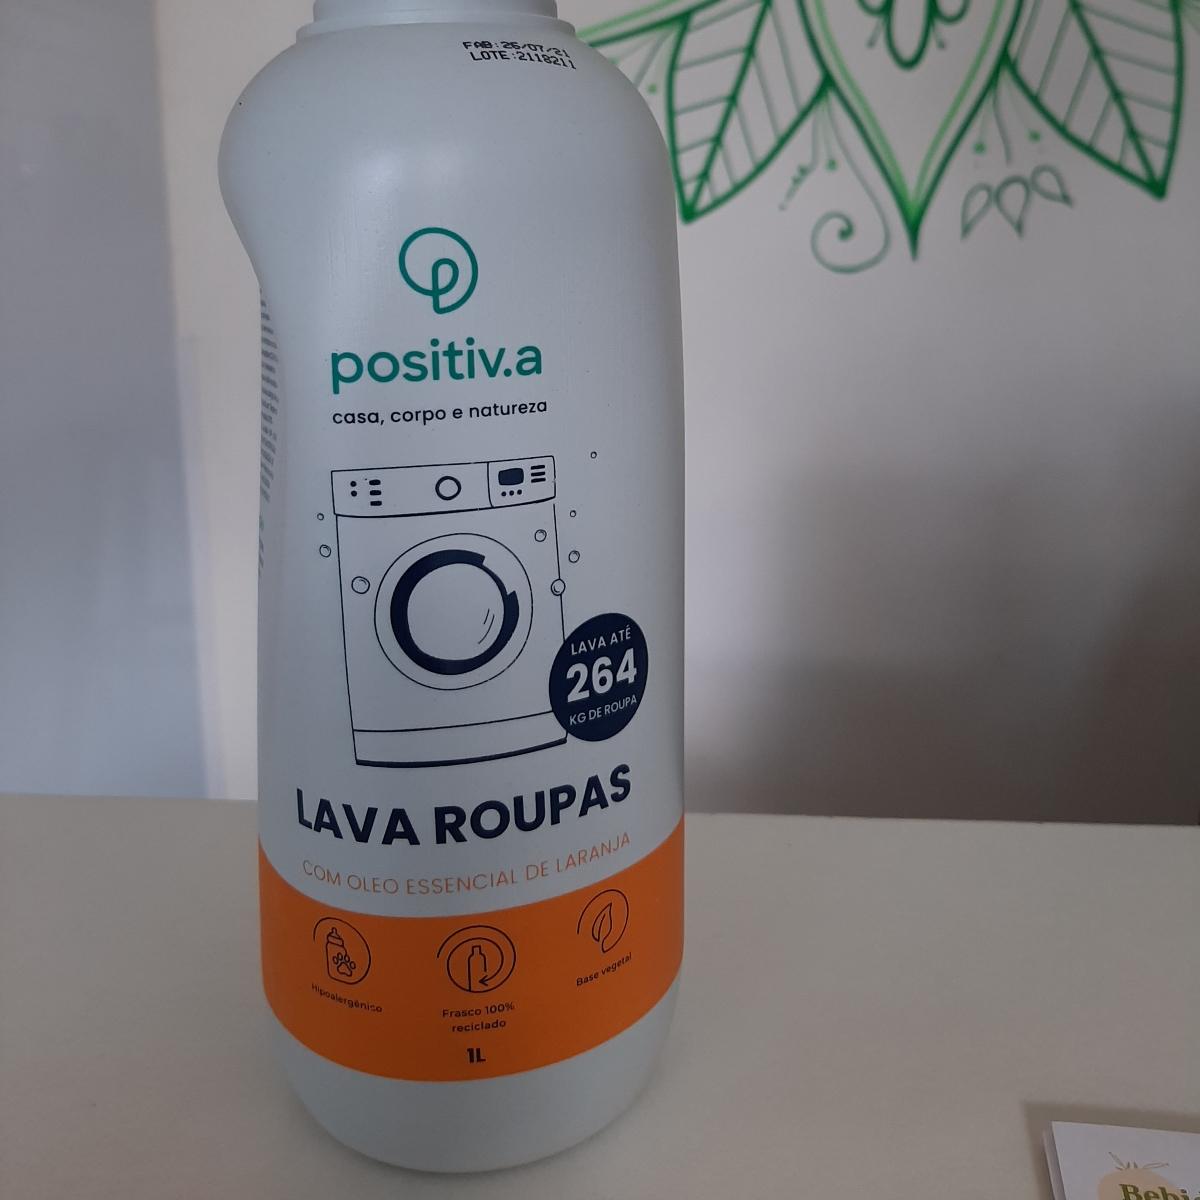 FAB:26/07/21
LOTE:2118211
positiv.a
casa, corpo e natureza
LAVA ATÉ
264
KG DE ROUPA
LAVA ROUPAS
COM OLEO ESSENCIAL DE LARANJA
Hipoalergênico
Frasco 100%
reciclado
Base vegetal
1L